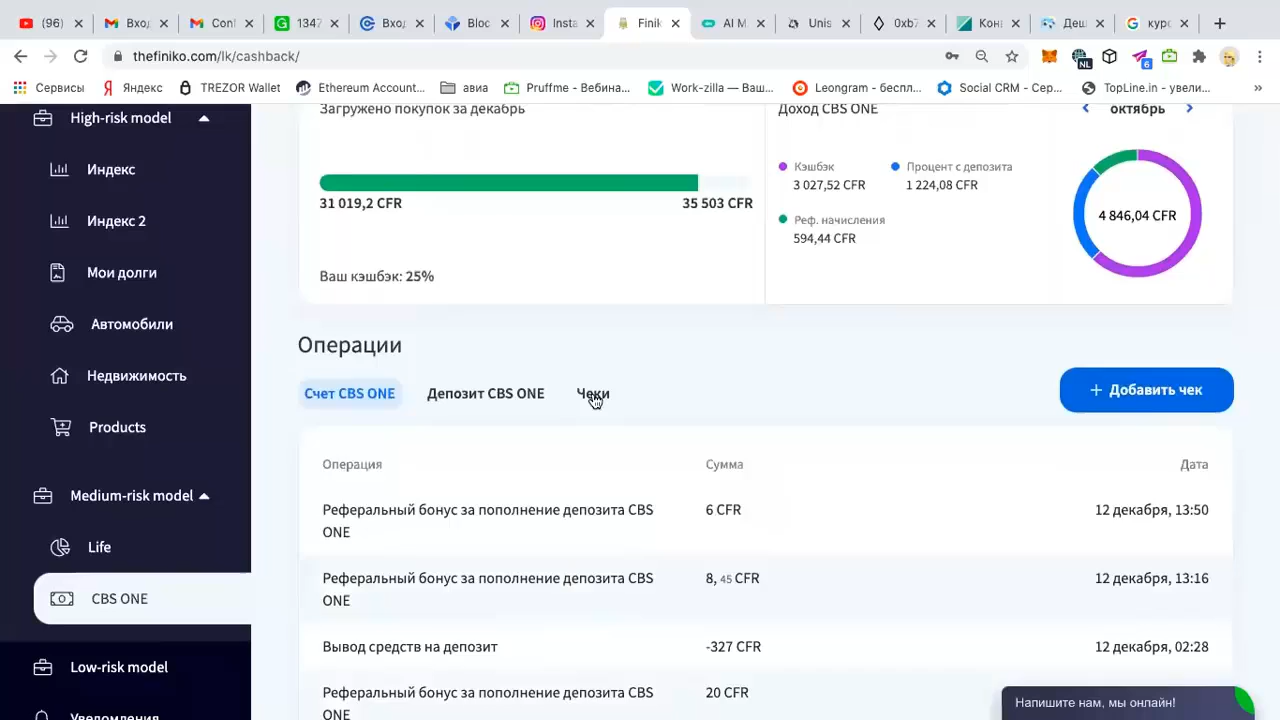 (96)
Вход
Conf
1347
Вход
Bloc
Insta
Finik
AI M
Unis
0xb7
Конд
Деш
курс
thefiniko.com/lk/cashback/
NL
6
Сервисы
Яндекс
TREZOR Wallet
Ethereum Account...
авиа
Pruffme - Вебина...
Work-zilla — Ваш...
Leongram - беспл...
Social CRM - Сер...
TopLine.in - увели...
»
High-risk model
Индекс
Индекс 2
Мои долги
Автомобили
Недвижимость
Products
Medium-risk model
Life
CBS ONE
Low-risk model
Уведомления
Загружено покупок за декабрь
31 019,2 CFR
35 503 CFR
Ваш кэшбэк: 25%
Доход CBS ONE
октябрь
Кэшбэк
3 027,52 CFR
Процент с депозита
1 224,08 CFR
Реф. начисления
594,44 CFR
4 846,04 CFR
Операции
Счет CBS ONE
Депозит CBS ONE
Чеки
+ Добавить чек
Операция
Сумма
Дата
Реферальный бонус за пополнение депозита CBS
ONE
6 CFR
12 декабря, 13:50
Реферальный бонус за пополнение депозита CBS
ONE
8, 45 CFR
12 декабря, 13:16
Вывод средств на депозит
-327 CFR
12 декабря, 02:28
Реферальный бонус за пополнение депозита CBS
ONE
20 CFR
Напишите нам, мы онлайн!